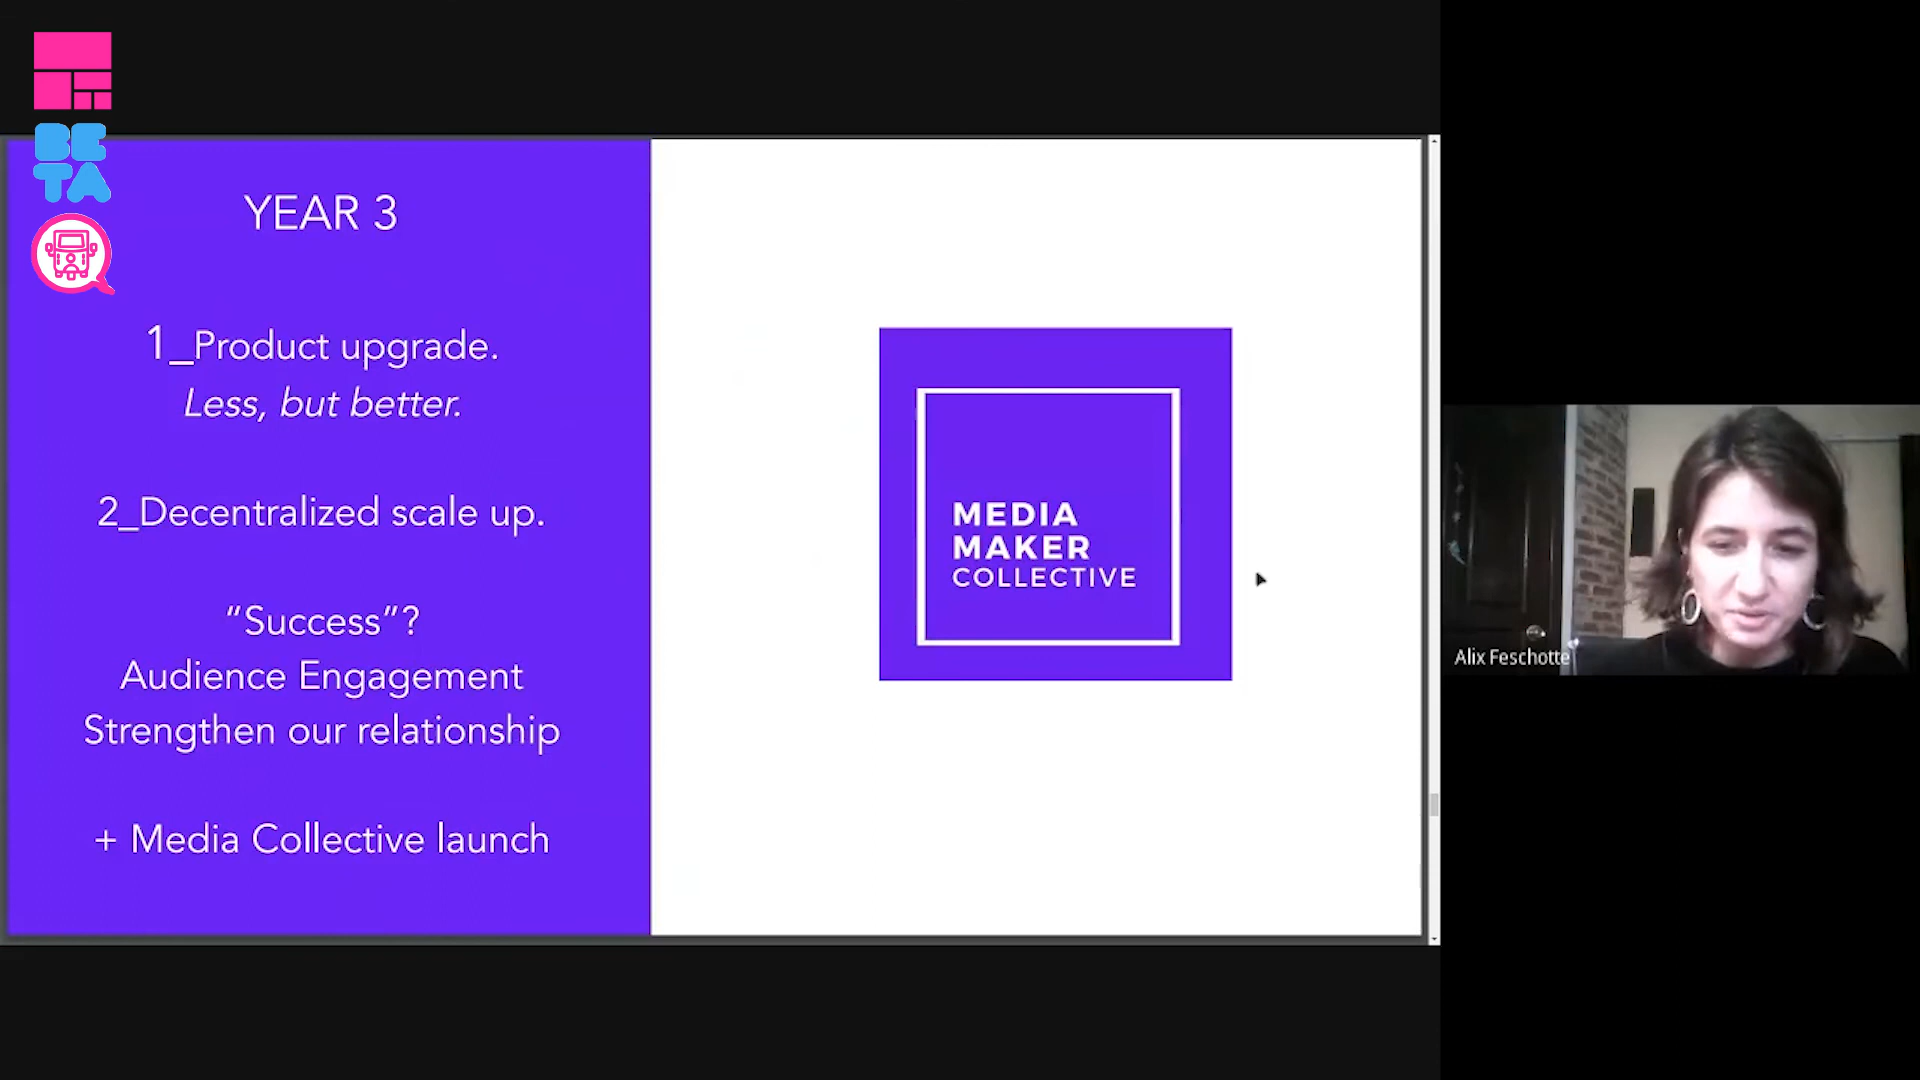 BE
TA
YEAR 3
1_Product upgrade.
Less, but better.
2_Decentralized scale up.
“Success”?
Audience Engagement
Strengthen our relationship
+ Media Collective launch
MEDIA
MAKER
COLLECTIVE
Alix Feschotte